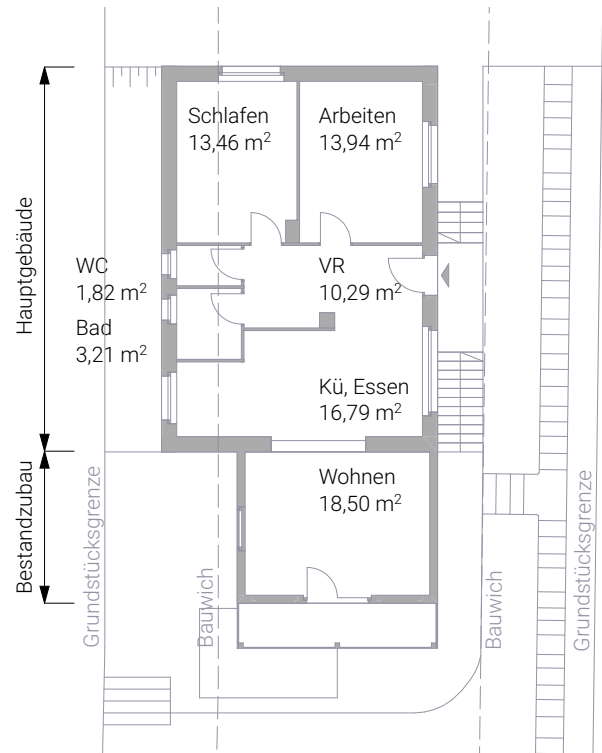 Schlafen
13,46 m²
Arbeiten
13,94 m²
Hauptgebäude
WC
1,82 m²
VR
10,29 m²
Bad
3,21 m²
Kü, Essen
16,79 m²
Bestandzubau
Wohnen
18,50 m²
Grundstücksgrenze
Bauwich
Bauwich
Grundstücksgrenze